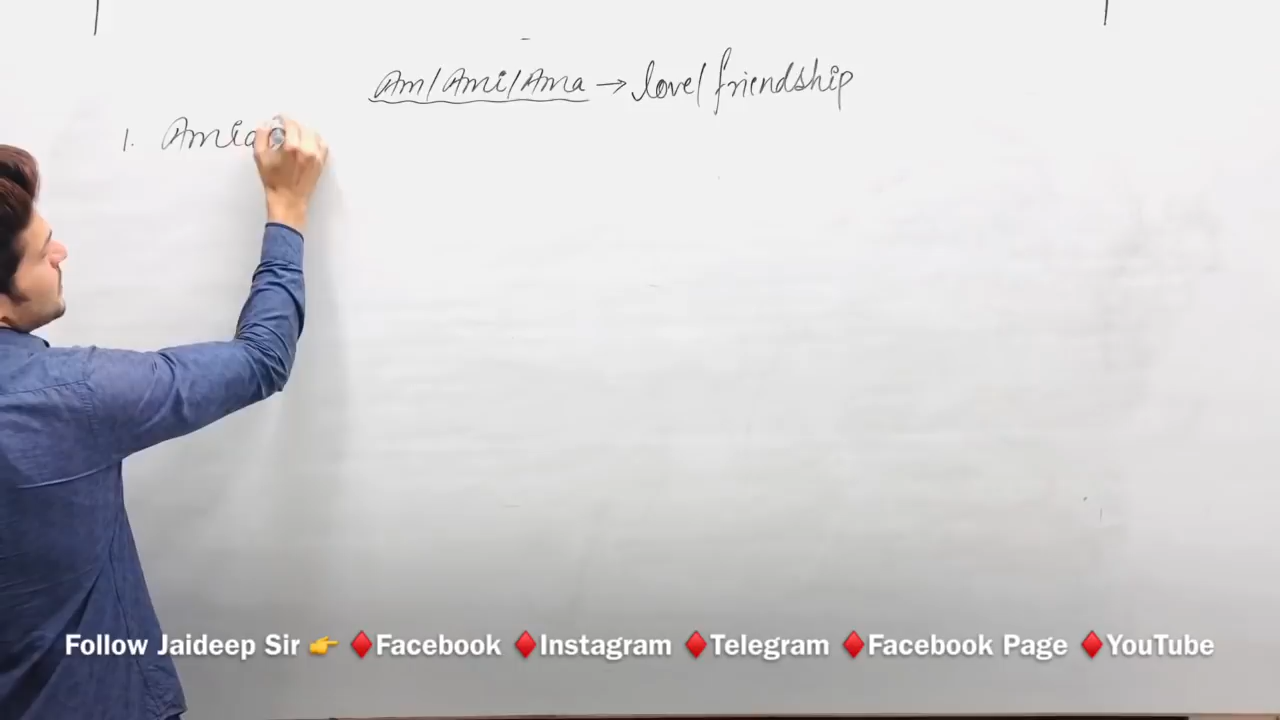 Am/Ami/Ama → love/friendship
1. Amia
Follow Jaideep Sir 👉 ♦Facebook ♦Instagram ♦Telegram ♦Facebook Page ♦YouTube